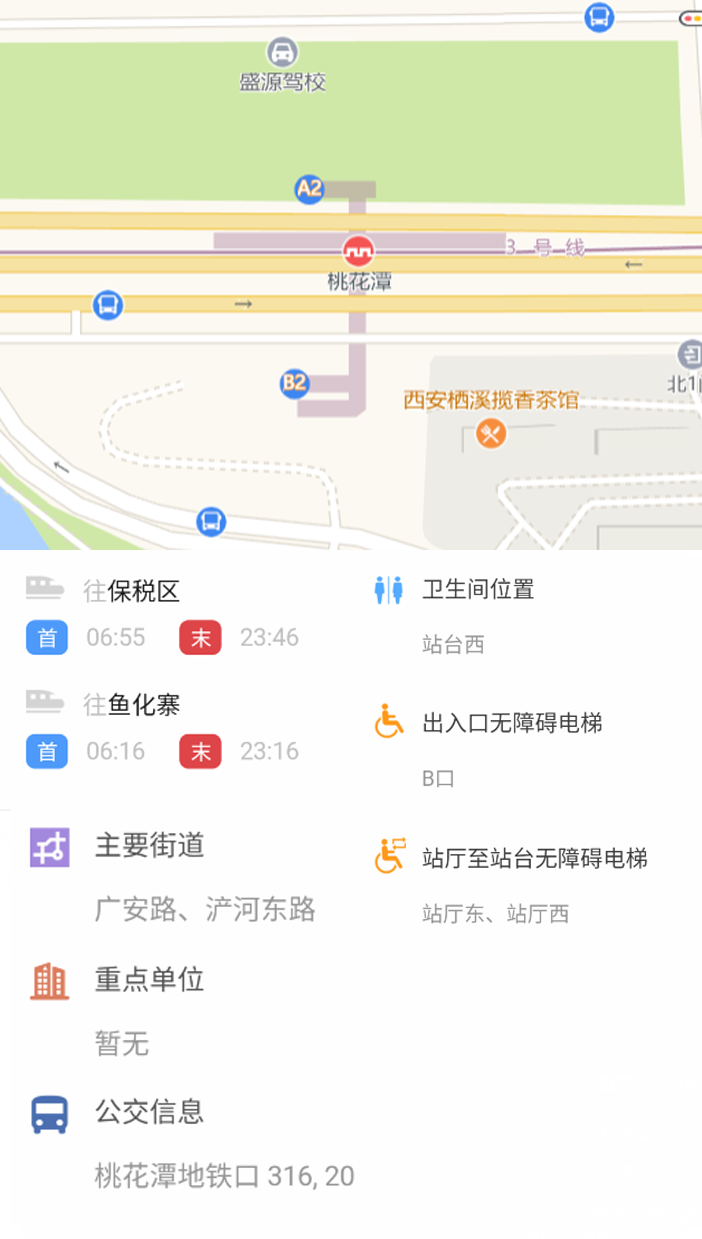 盛源驾校
A2
3号线
桃花潭
B2
西安栖溪揽香茶馆
往保税区
首 06:55 末 23:46
往鱼化寨
首 06:16 末 23:16
卫生间位置
站台西
出入口无障碍电梯
B口
站厅至站台无障碍电梯
站厅东、站厅西
主要街道
广安路、浐河东路
重点单位
暂无
公交信息
桃花潭地铁口 316, 20